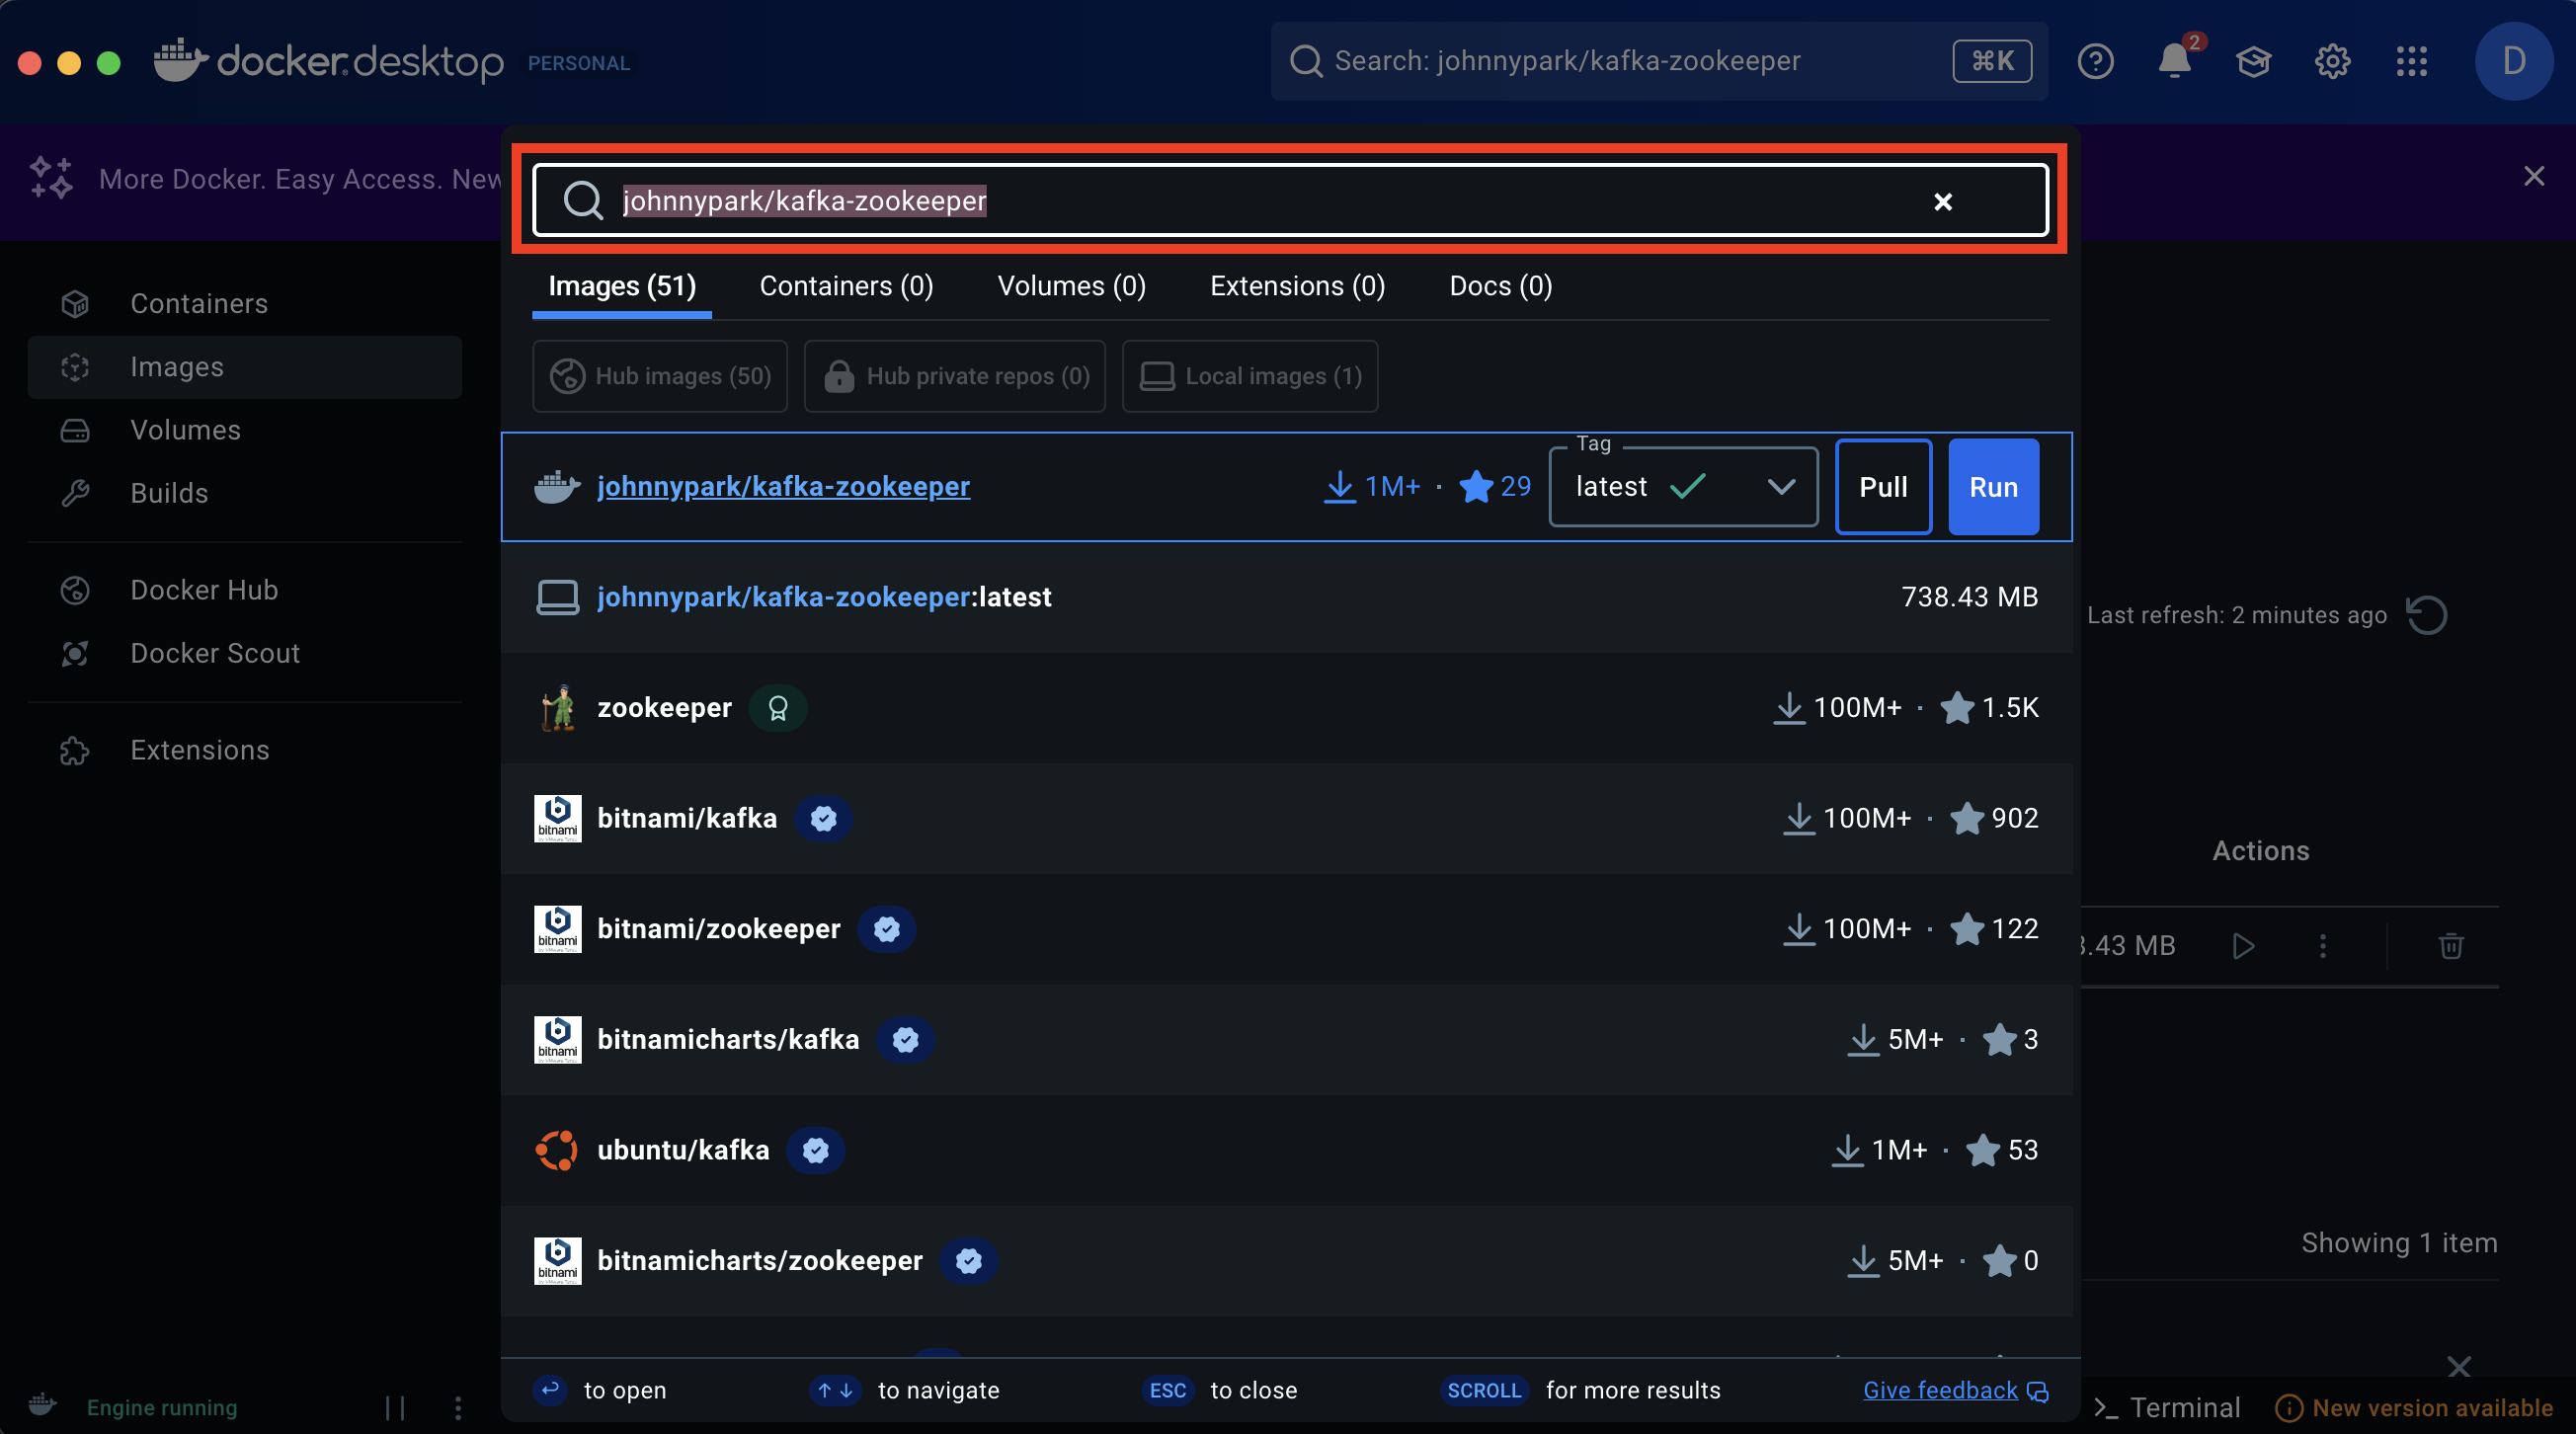 docker desktop PERSONAL
Search: johnnypark/kafka-zookeeper ⌘K
2
D
More Docker. Easy Access. New
johnnypark/kafka-zookeeper
Images (51) Containers (0) Volumes (0) Extensions (0) Docs (0)
Hub images (50) Hub private repos (0) Local images (1)
Containers
Images
Volumes
Builds
Docker Hub
Docker Scout
Extensions
johnnypark/kafka-zookeeper 1M+ · 29 Tag latest Pull Run
johnnypark/kafka-zookeeper:latest 738.43 MB
zookeeper 100M+ · 1.5K
bitnami bitnami/kafka 100M+ · 902
bitnami bitnami/zookeeper 100M+ · 122
bitnami bitnamicharts/kafka 5M+ · 3
ubuntu/kafka 1M+ · 53
bitnami bitnamicharts/zookeeper 5M+ · 0
Last refresh: 2 minutes ago
Actions
.43 MB
Showing 1 item
to open to navigate ESC to close SCROLL for more results Give feedback
Engine running
Terminal New version available